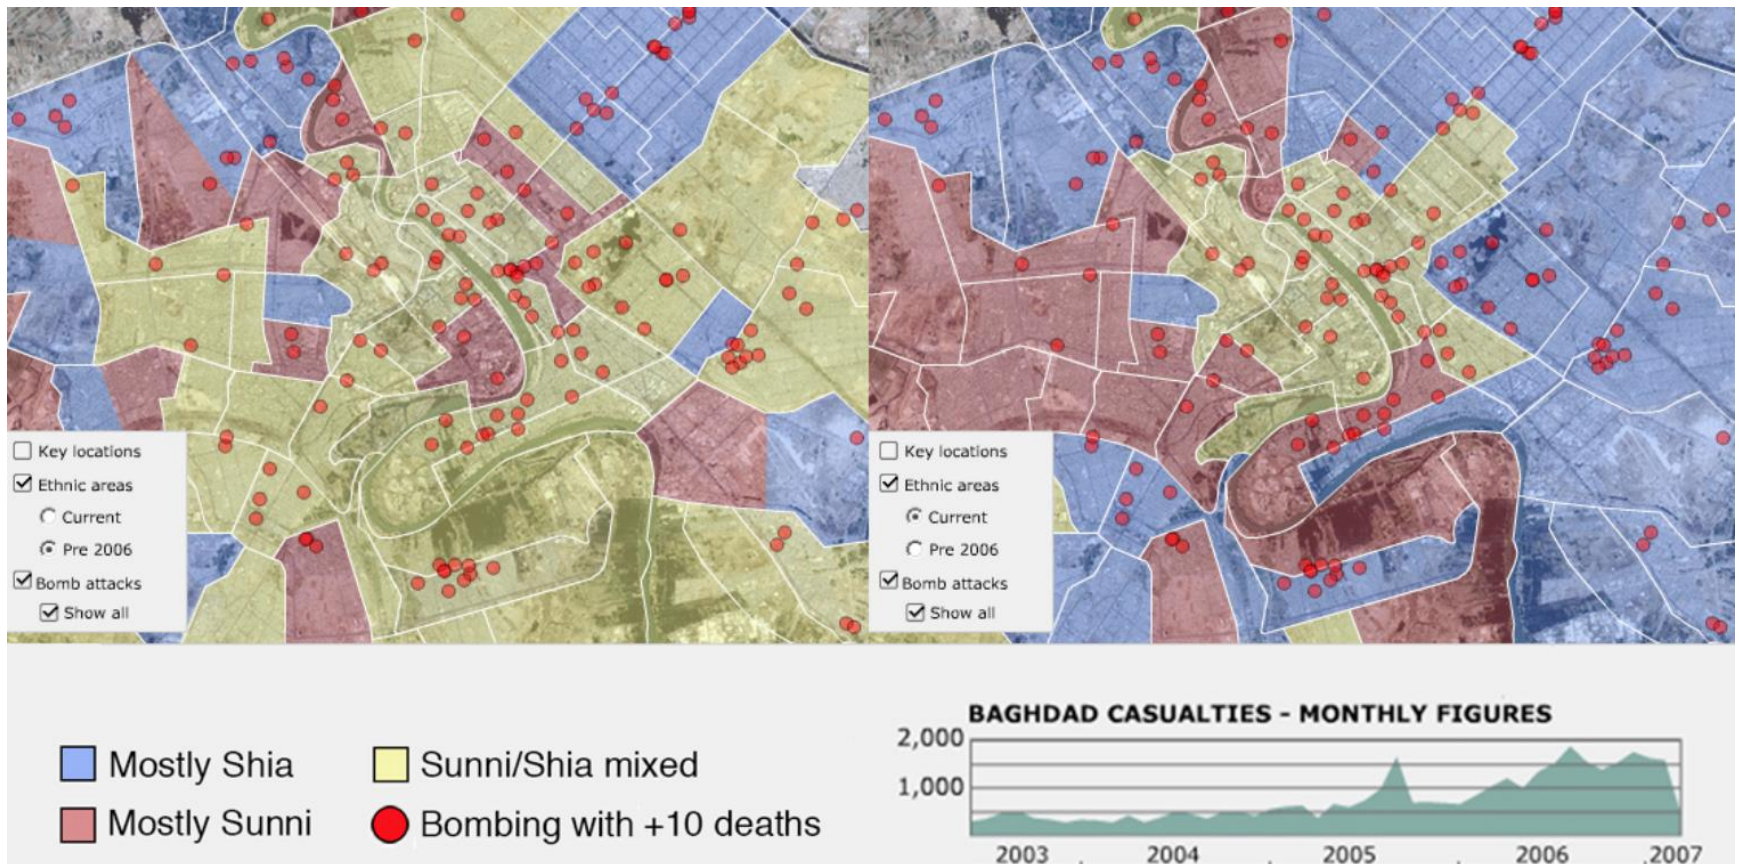 Key locations
Ethnic areas
Current
Pre 2006
Bomb attacks
Show all
Key locations
Ethnic areas
Current
Pre 2006
Bomb attacks
Show all
Mostly Shia
Sunni/Shia mixed
Mostly Sunni
Bombing with +10 deaths
BAGHDAD CASUALTIES - MONTHLY FIGURES
2,000
1,000
2003 2004 2005 2006 2007